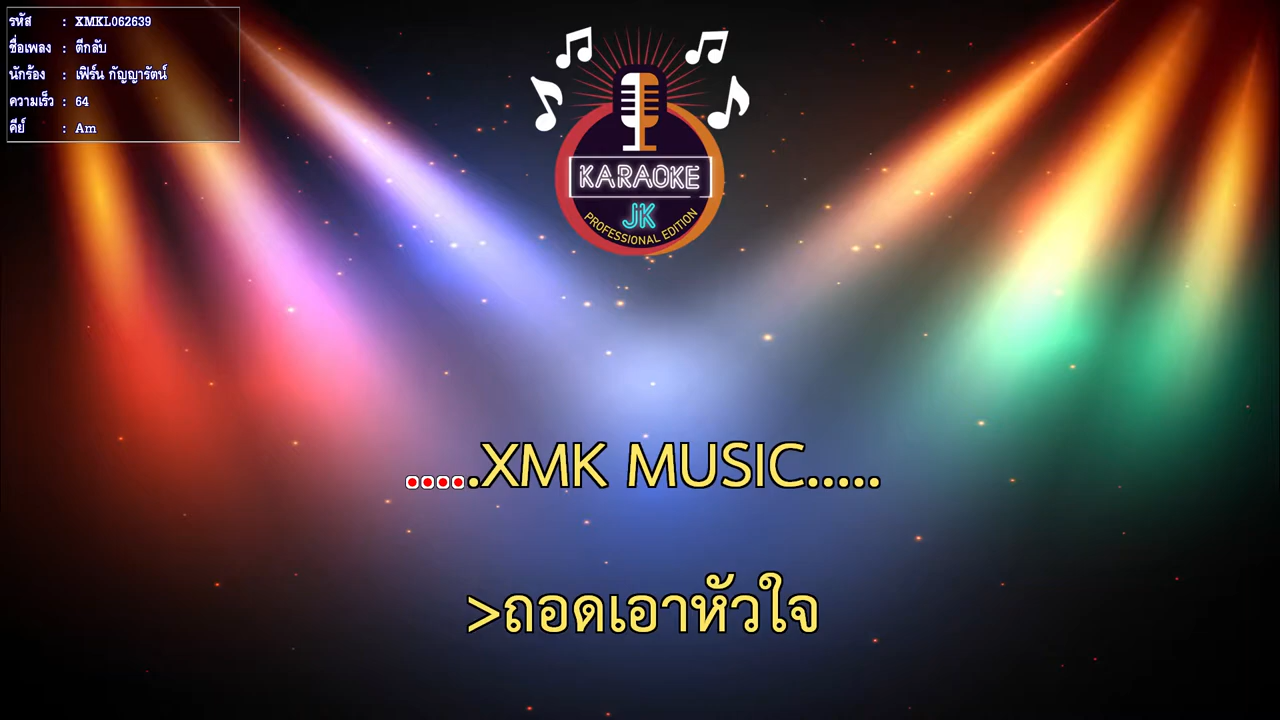 รหัส : XMKL062639
ชื่อเพลง : ตีกลับ
นักร้อง : เฟิร์น กัญญารัตน์
ความเร็ว : 64
คีย์ : Am
KARAOKE
JK
PROFESSIONAL EDITION
.....XMK MUSIC.....
>ถอดเอาหัวใจ